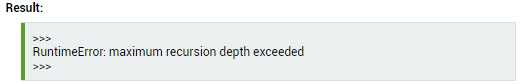 Result:
>>>
RuntimeError: maximum recursion depth exceeded
>>>